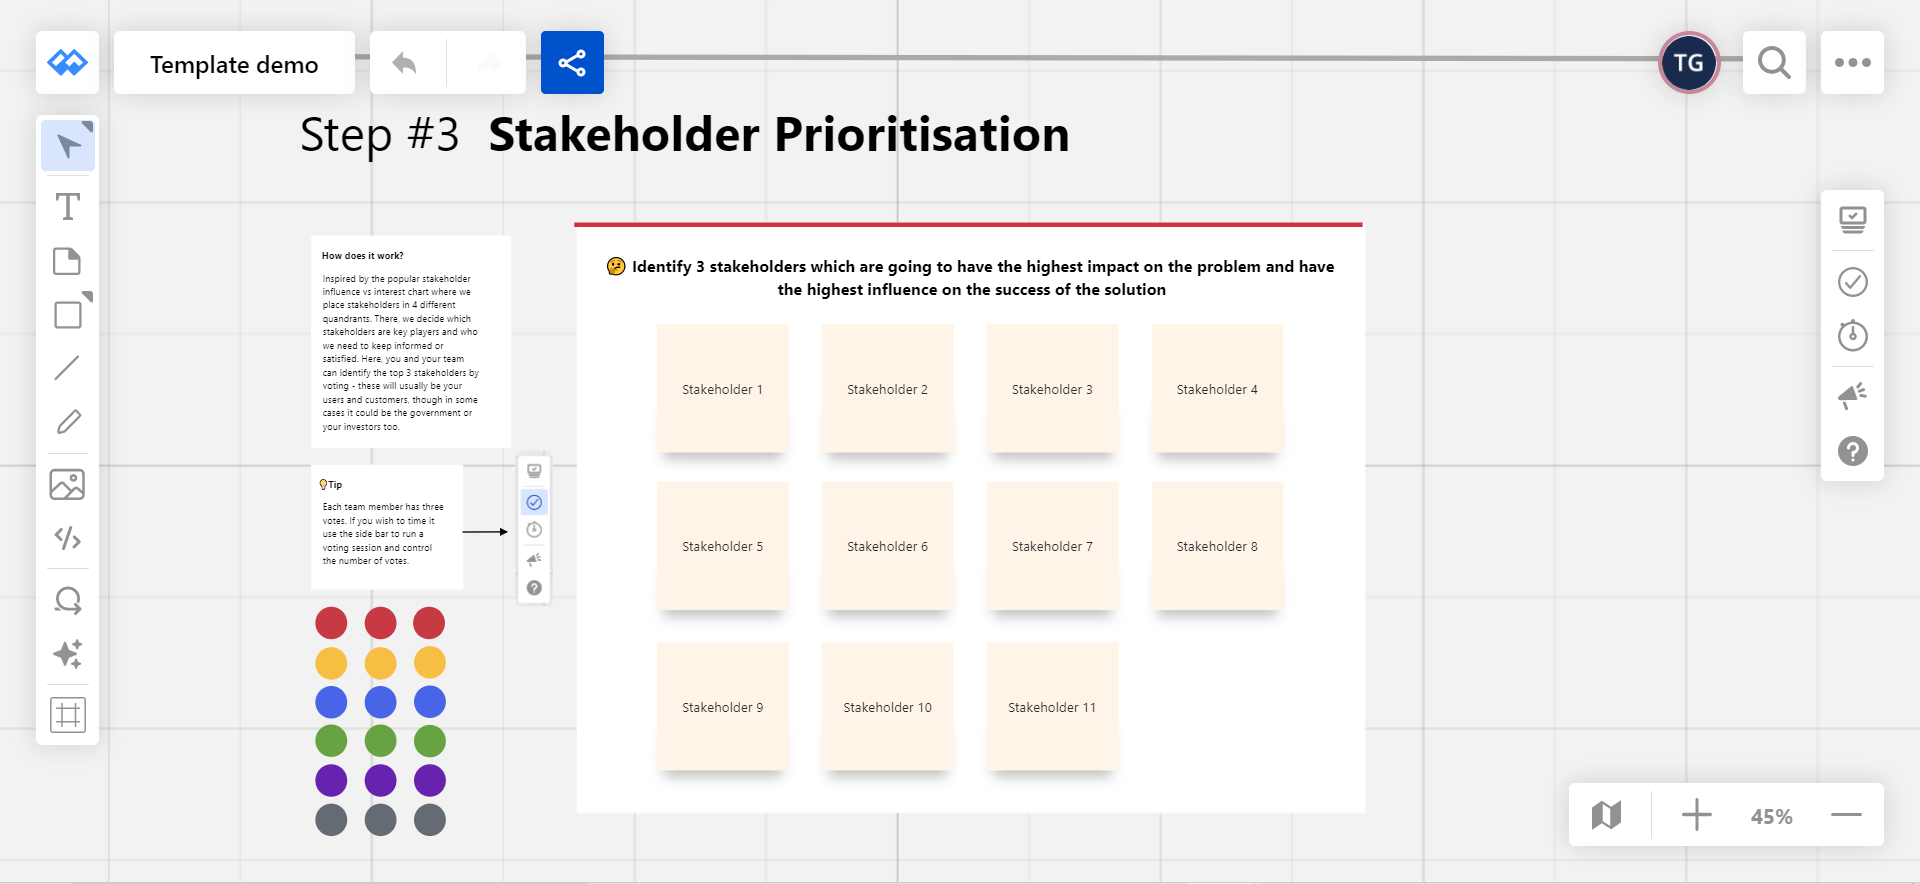 Template demo
TG
Step #3 Stakeholder Prioritisation
How does it work?
Inspired by the popular stakeholder
influence vs interest chart where we
place stakeholders in 4 different
quandrants. There, we decide which
stakeholders are key players and who
we need to keep informed or
satisfied. Here, you and your team
can identify the top 3 stakeholders by
voting - these will usually be your
users and customers, though in some
cases it could be the government or
your investors too.
💡Tip
Each team member has three
votes. If you wish to time it
use the side bar to run a
voting session and control
the number of votes.
🤔 Identify 3 stakeholders which are going to have the highest impact on the problem and have
the highest influence on the success of the solution
Stakeholder 1
Stakeholder 2
Stakeholder 3
Stakeholder 4
Stakeholder 5
Stakeholder 6
Stakeholder 7
Stakeholder 8
Stakeholder 9
Stakeholder 10
Stakeholder 11
45%